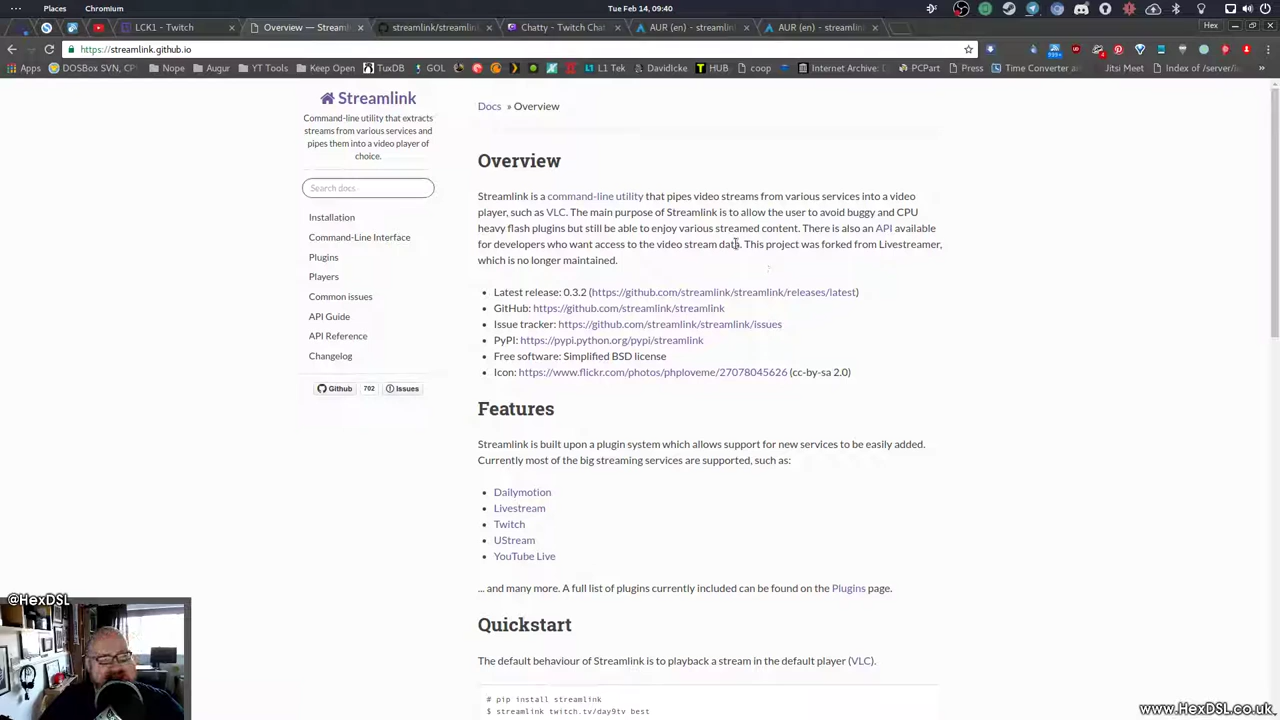 Places
Chromium
Tue Feb 14, 09:40
LCK1 - Twitch
Overview — Stream
streamlink/streamli
Chatty - Twitch Chat
AUR (en) - streamli
AUR (en) - streamli
Hex
https://streamlink.github.io
Apps
DOSBox SVN, CP
Nope
Augur
YT Tools
Keep Open
TuxDB
GOL
L1 Tek
DavidIcke
HUB
coop
Internet Archive:
PCPart
Press
Time Converter a
999+
Jitsi Meet
Index of /server/in
Streamlink
Command-line utility that extracts
streams from various services and
pipes them into a video player of
choice.
Search docs
Installation
Command-Line Interface
Plugins
Players
Common issues
API Guide
API Reference
Changelog
Github
702
Issues
Docs » Overview
Overview
Streamlink is a command-line utility that pipes video streams from various services into a video
player, such as VLC. The main purpose of Streamlink is to allow the user to avoid buggy and CPU
heavy flash plugins but still be able to enjoy various streamed content. There is also an API available
for developers who want access to the video stream data. This project was forked from Livestreamer,
which is no longer maintained.
Latest release: 0.3.2 (https://github.com/streamlink/streamlink/releases/latest)
GitHub: https://github.com/streamlink/streamlink
Issue tracker: https://github.com/streamlink/streamlink/issues
PyPI: https://pypi.python.org/pypi/streamlink
Free software: Simplified BSD license
Icon: https://www.flickr.com/photos/phploveme/27078045626 (cc-by-sa 2.0)
Features
Streamlink is built upon a plugin system which allows support for new services to be easily added.
Currently most of the big streaming services are supported, such as:
Dailymotion
Livestream
Twitch
UStream
YouTube Live
... and many more. A full list of plugins currently included can be found on the Plugins page.
Quickstart
The default behaviour of Streamlink is to playback a stream in the default player (VLC).
# pip install streamlink
$ streamlink twitch.tv/day9tv best
@HexDSL
www.HexDSL.co.uk